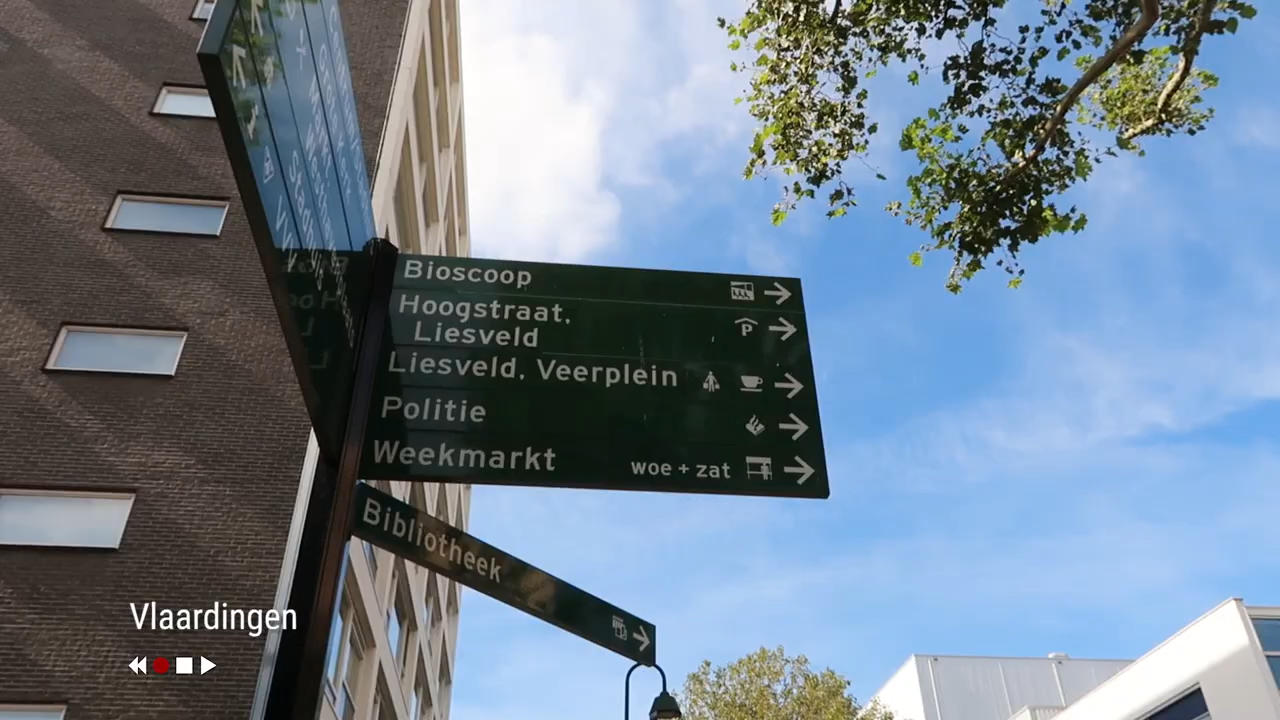 Bioscoop
Hoogstraat,
Liesveld
P
Liesveld, Veerplein
Politie
Weekmarkt woe + zat
Bibliotheek
Vlaardingen